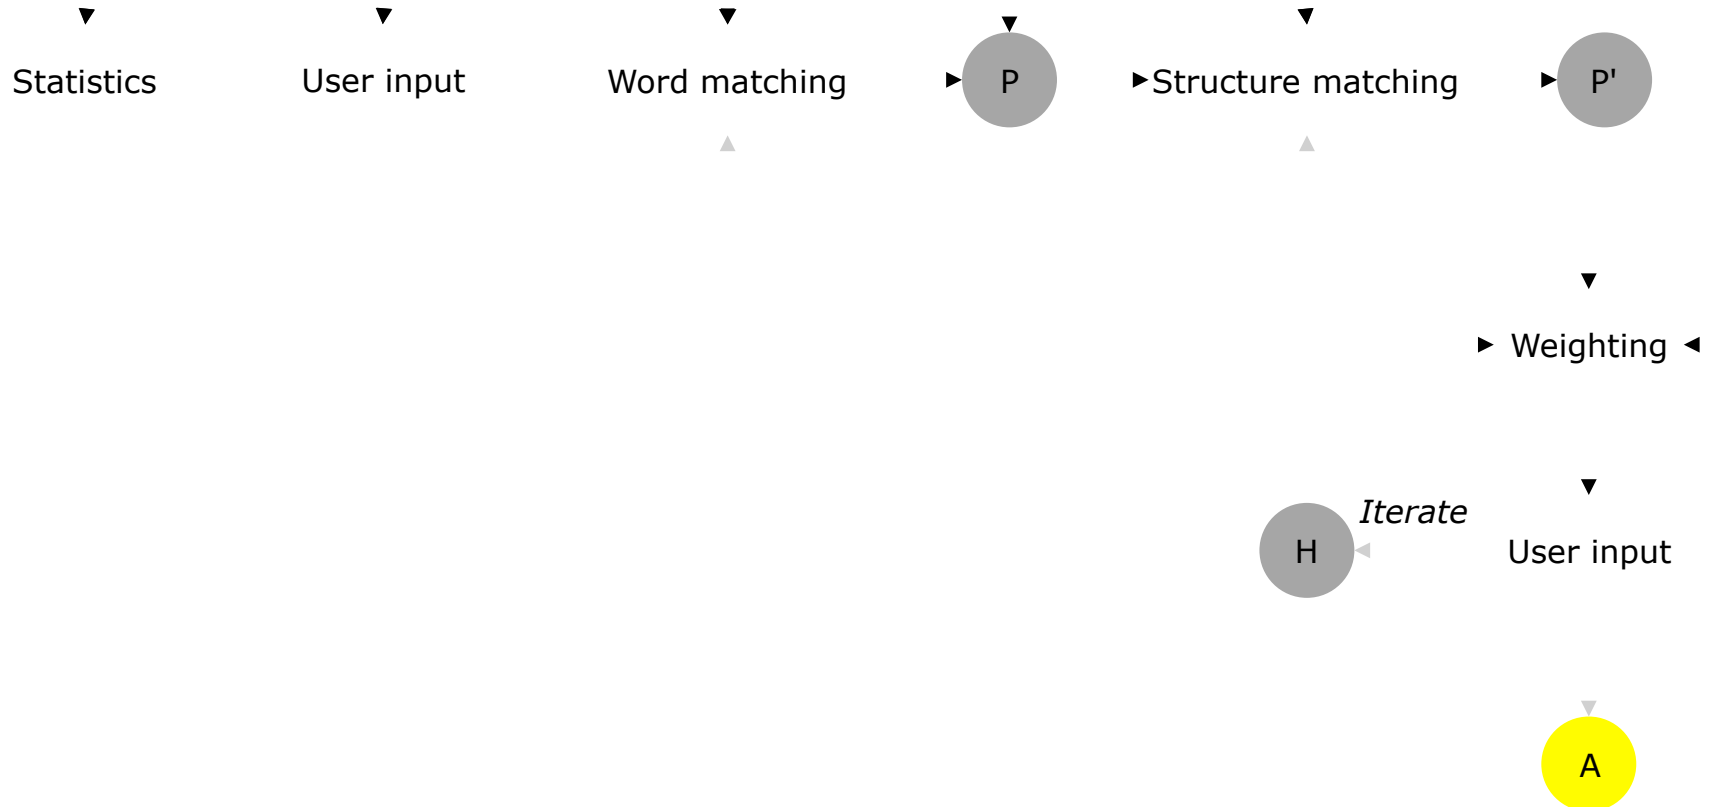 Statistics
User input
Word matching
P
Structure matching
P'
Weighting
Iterate
H
User input
A